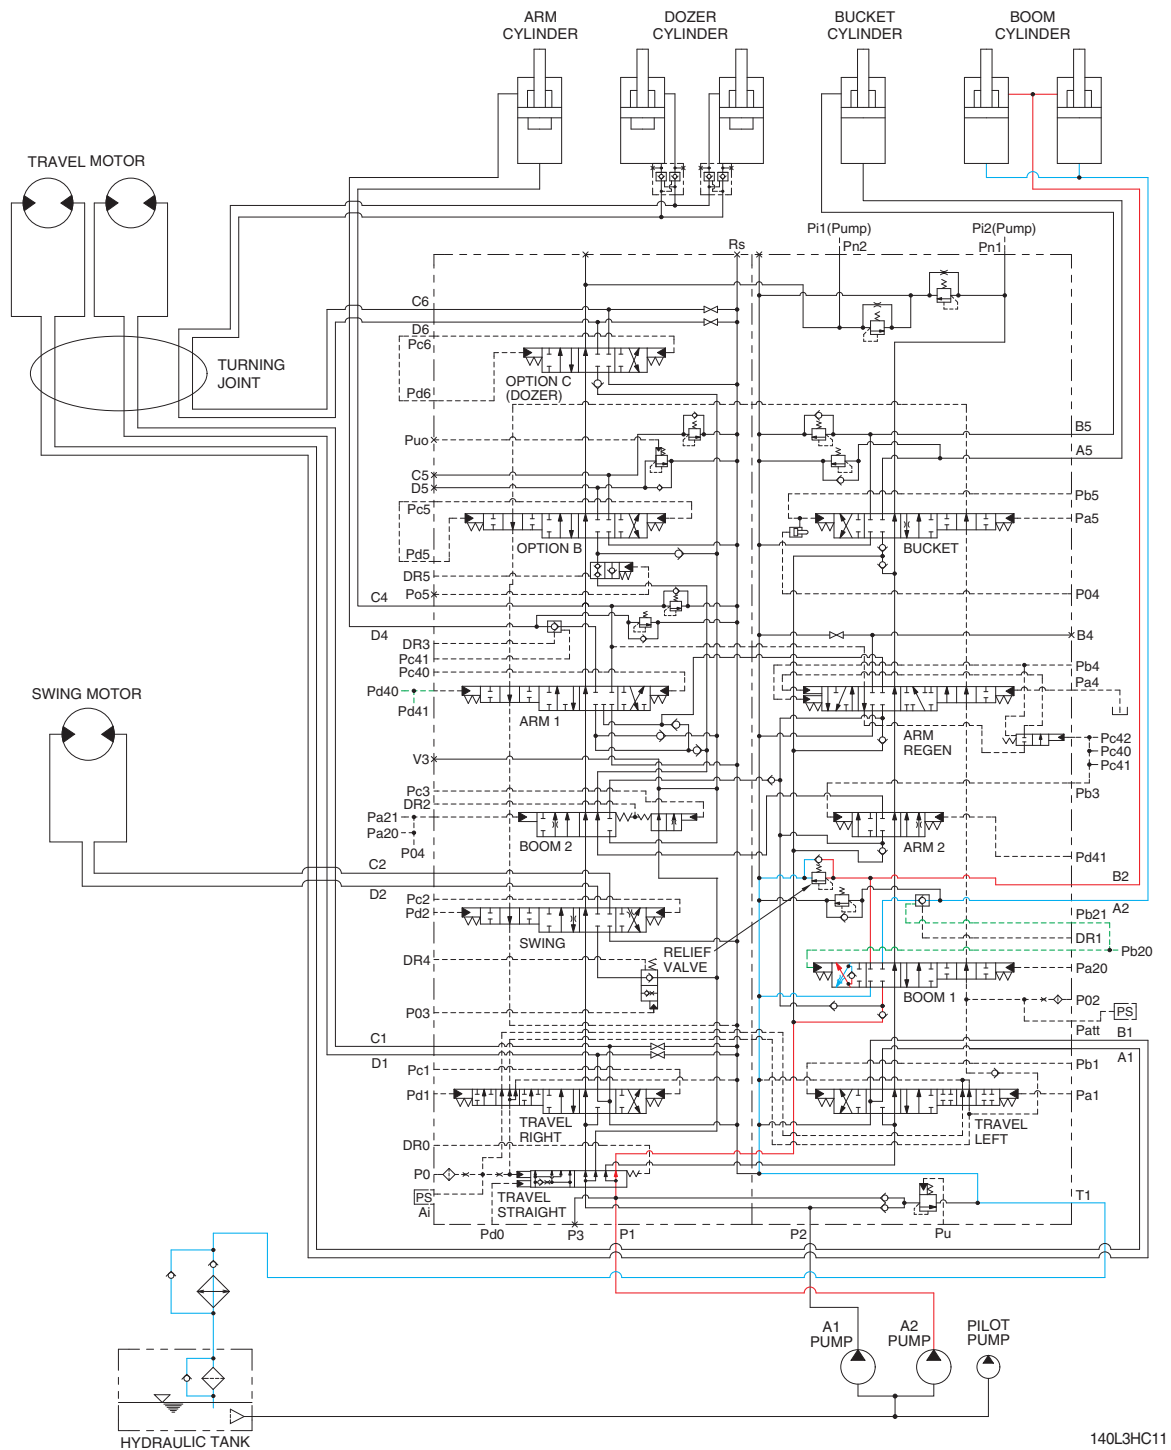 ARM
CYLINDER
DOZER
CYLINDER
BUCKET
CYLINDER
BOOM
CYLINDER
TRAVEL MOTOR
TURNING
JOINT
Rs
Pi1(Pump)
Pn2
Pi2(Pump)
Pn1
C6
D6
Pc6
Pd6
OPTION C
(DOZER)
Puo
C5
D5
Pc5
Pd5
OPTION B
DR5
Po5
B5
A5
Pb5
Pa5
BUCKET
P04
C4
D4
DR3
Pc41
Pc40
Pd40
Pd41
ARM 1
B4
Pb4
Pa4
ARM
REGEN
Pc42
Pc40
Pc41
SWING MOTOR
V3
Pc3
DR2
Pa21
Pa20
P04
BOOM 2
Pb3
ARM 2
Pd41
C2
D2
Pc2
Pd2
SWING
RELIEF
VALVE
B2
A2
Pb21
DR1
Pb20
Pa20
BOOM 1
DR4
P03
P02
PS
Patt
C1
D1
Pc1
Pd1
TRAVEL
RIGHT
B1
A1
Pb1
Pa1
TRAVEL
LEFT
DR0
P0
PS
Ai
TRAVEL
STRAIGHT
Pd0
P3
P1
P2
Pu
T1
A1
PUMP
A2
PUMP
PILOT
PUMP
HYDRAULIC TANK
140L3HC11